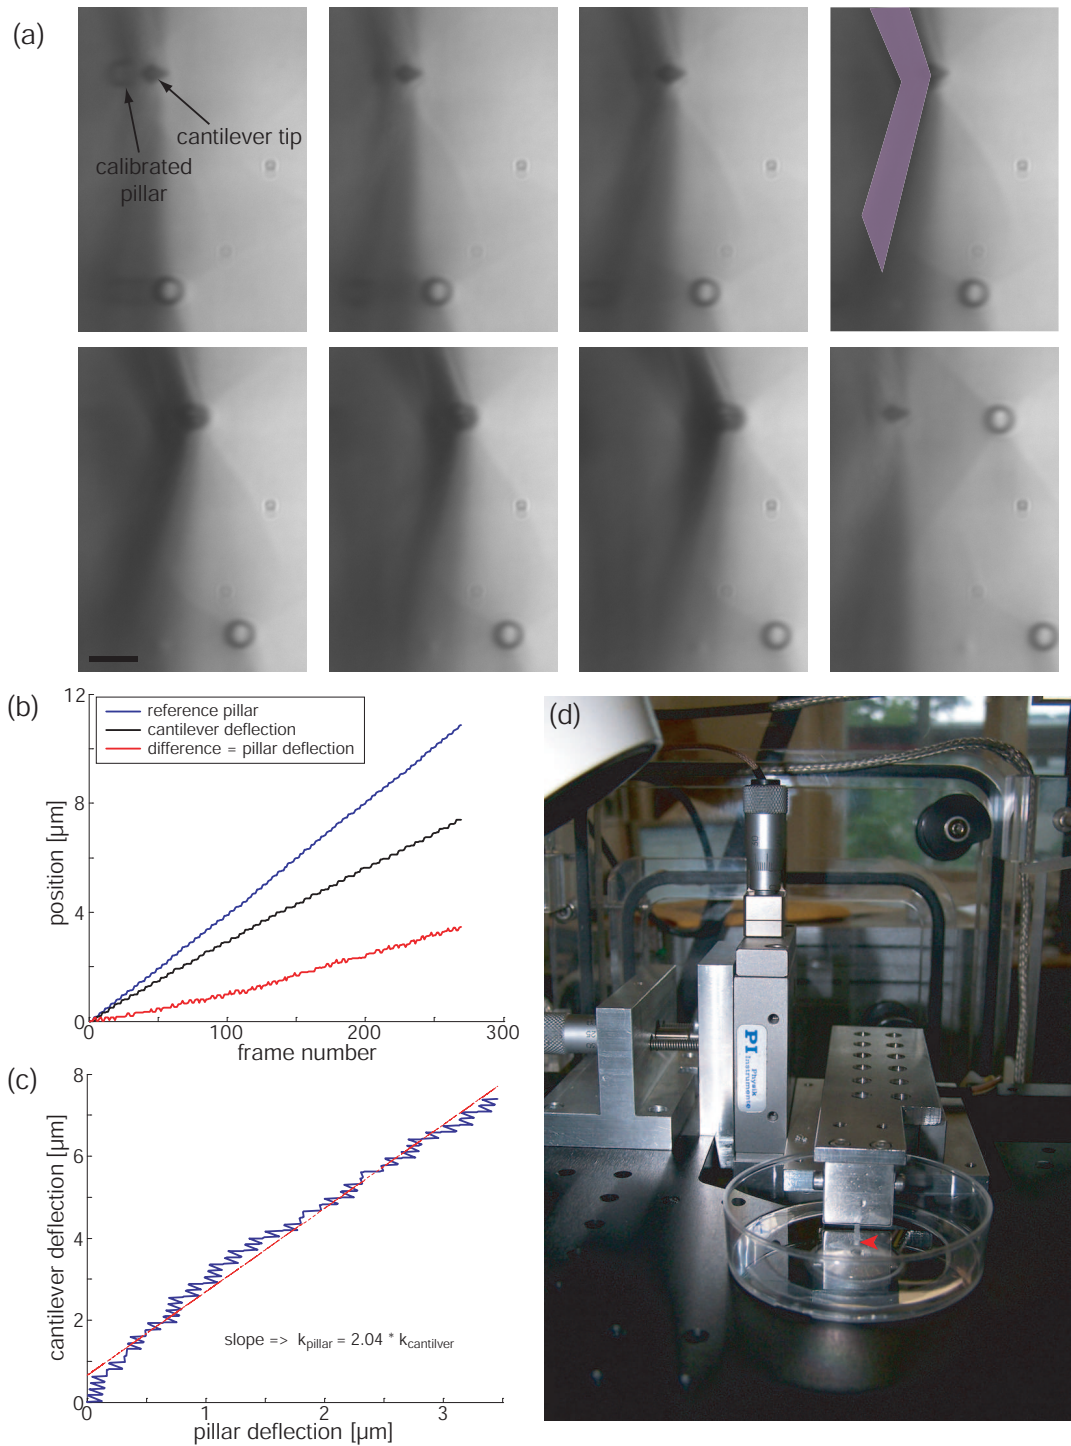 (a)
cantilever tip
calibrated
pillar
(b)
12
8
4
0
position [µm]
reference pillar
cantilever deflection
difference = pillar deflection
0
100
200
300
frame number
(c)
8
6
4
2
0
cantilever deflection [µm]
slope => k_pillar = 2.04 * k_cantilver
0
1
2
3
pillar deflection [µm]
(d)
PI
Physik
Instrumente